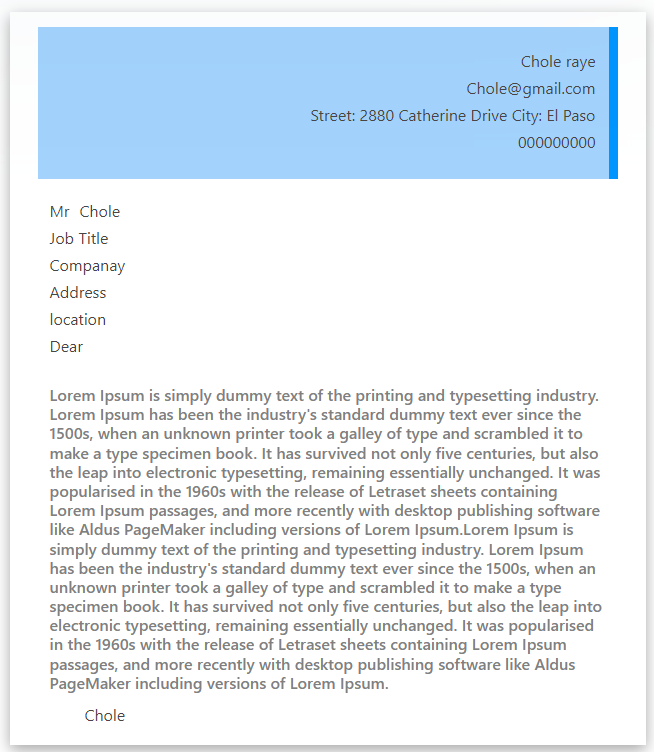 Chole raye
Chole@gmail.com
Street: 2880 Catherine Drive City: El Paso
000000000
Mr Chole
Job Title
Companay
Address
location
Dear
Lorem Ipsum is simply dummy text of the printing and typesetting industry.
Lorem Ipsum has been the industry's standard dummy text ever since the
1500s, when an unknown printer took a galley of type and scrambled it to
make a type specimen book. It has survived not only five centuries, but also
the leap into electronic typesetting, remaining essentially unchanged. It was
popularised in the 1960s with the release of Letraset sheets containing
Lorem Ipsum passages, and more recently with desktop publishing software
like Aldus PageMaker including versions of Lorem Ipsum.Lorem Ipsum is
simply dummy text of the printing and typesetting industry. Lorem Ipsum
has been the industry's standard dummy text ever since the 1500s, when an
unknown printer took a galley of type and scrambled it to make a type
specimen book. It has survived not only five centuries, but also the leap into
electronic typesetting, remaining essentially unchanged. It was popularised
in the 1960s with the release of Letraset sheets containing Lorem Ipsum
passages, and more recently with desktop publishing software like Aldus
PageMaker including versions of Lorem Ipsum.
Chole